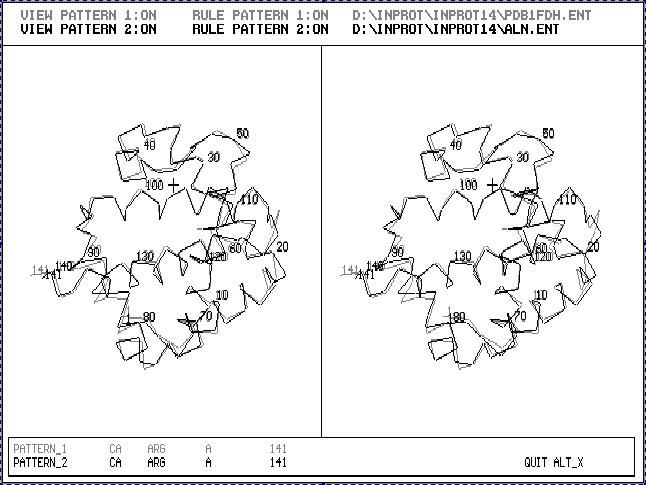 VIEW PATTERN 1:ON RULE PATTERN 1:ON D:\INPROT\INPROT14\PDB1FDH.ENT
VIEW PATTERN 2:ON RULE PATTERN 2:ON D:\INPROT\INPROT14\ALN.ENT
50 50
40 40
30 30
100 100
110 110
60 60
20 20
90 90
130 120 130 120
141 140 141 140
141 141
10 10
80 70 80 70
PATTERN_1 CA ARG A 141
PATTERN_2 CA ARG A 141 QUIT ALT_X